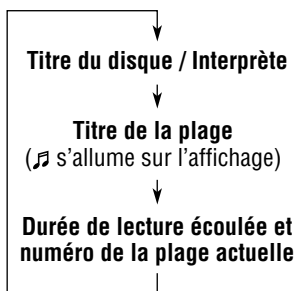 Titre du disque / Interprète
Titre de la plage
(♫ s’allume sur l’affichage)
Durée de lecture écoulée et
numéro de la plage actuelle